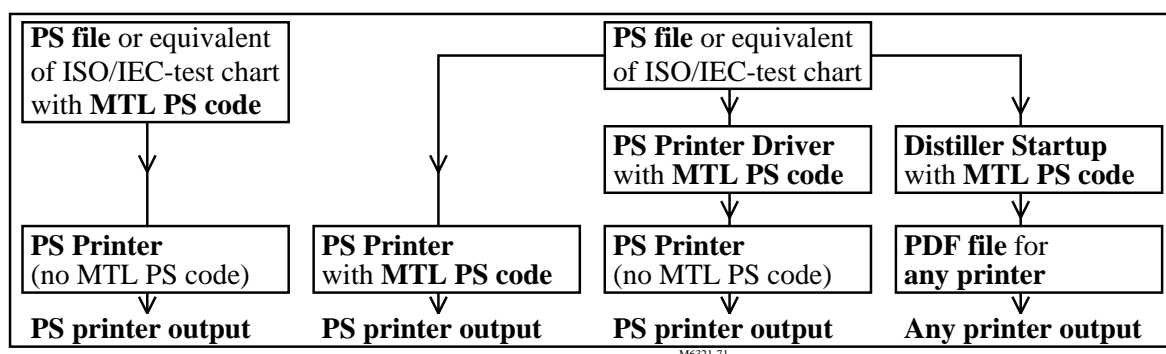 PS file or equivalent
of ISO/IEC-test chart
with MTL PS code
PS file or equivalent
of ISO/IEC-test chart
PS Printer Driver
with MTL PS code
Distiller Startup
with MTL PS code
PS Printer
(no MTL PS code)
PS Printer
with MTL PS code
PS Printer
(no MTL PS code)
PDF file for
any printer
PS printer output
PS printer output
PS printer output
Any printer output